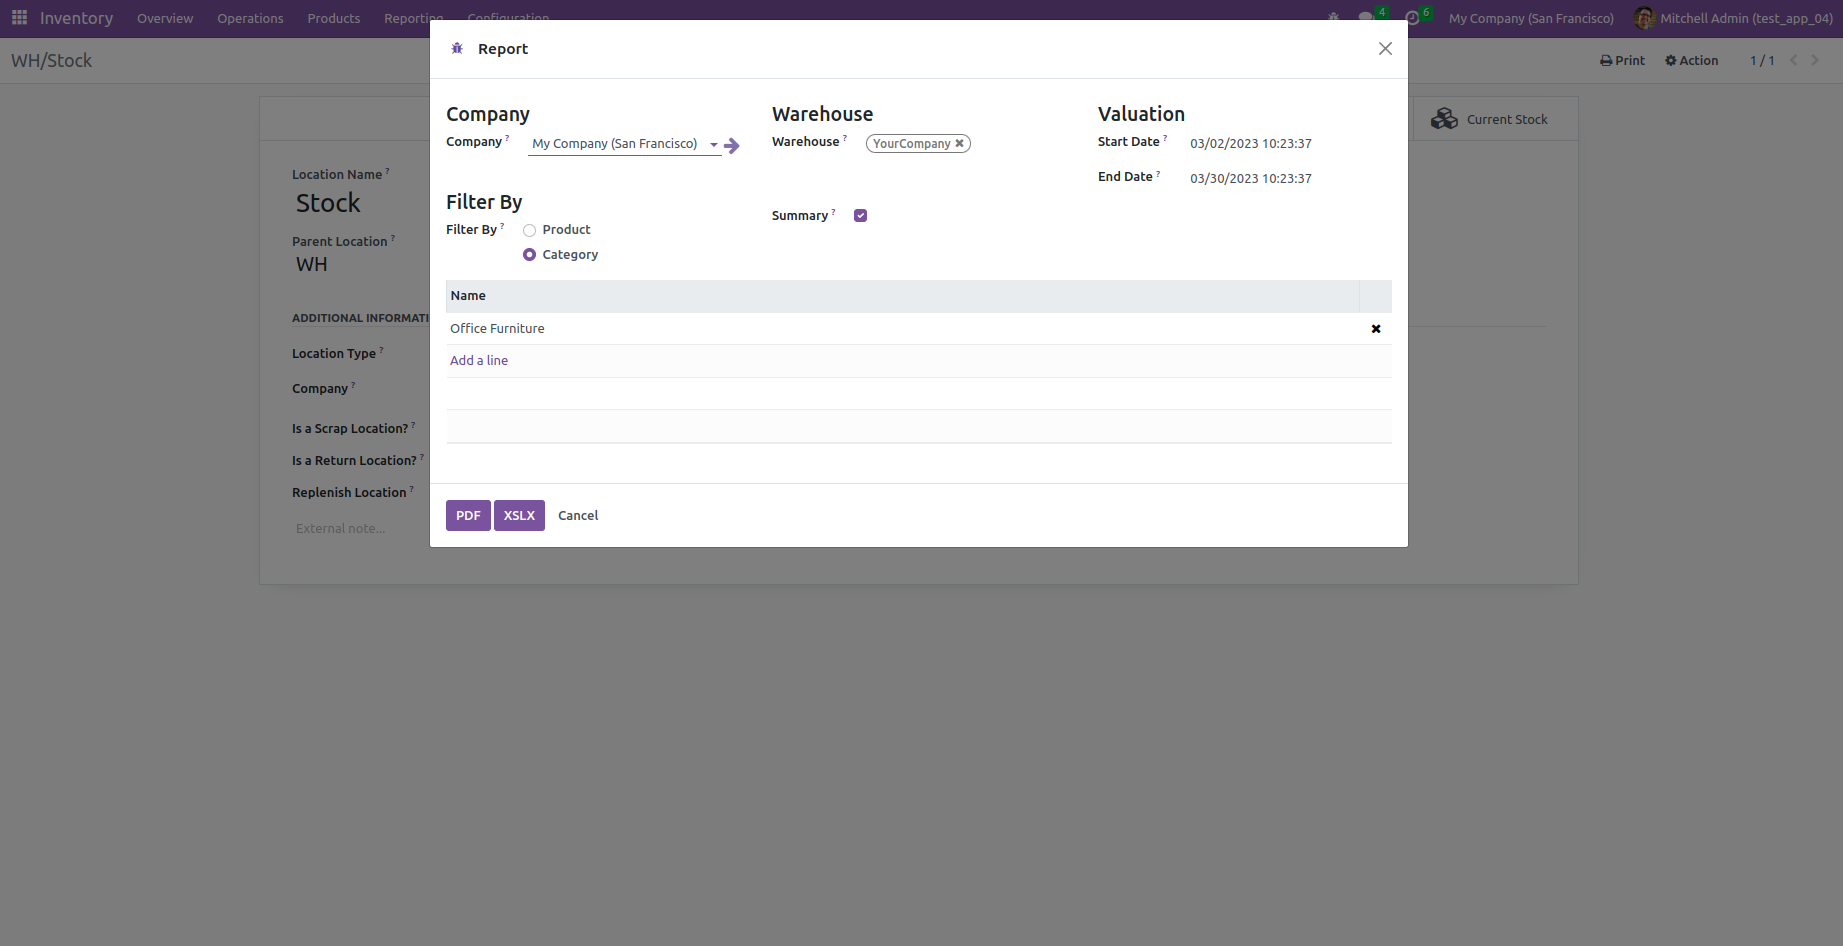 Inventory Overview Operations Products Reporting Configuration 4 6 My Company (San Francisco) Mitchell Admin (test_app_04)
WH/Stock Print Action 1 / 1
Report
Current Stock
Company Warehouse Valuation
Company ? My Company (San Francisco) Warehouse ? YourCompany Start Date ? 03/02/2023 10:23:37
End Date ? 03/30/2023 10:23:37
Filter By
Summary ?
Filter By ? Product
Category
Name
Office Furniture
Add a line
PDF XSLX Cancel
Location Name ?
Stock
Parent Location ?
WH
ADDITIONAL INFORMATI
Location Type ?
Company ?
Is a Scrap Location? ?
Is a Return Location? ?
Replenish Location ?
External note...